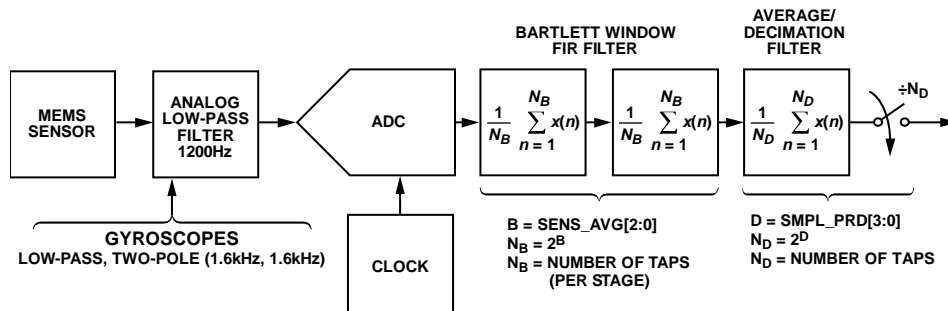 BARTLETT WINDOW
FIR FILTER
AVERAGE/
DECIMATION
FILTER
MEMS
SENSOR
ANALOG
LOW-PASS
FILTER
1200Hz
ADC
1/N_B ∑ x(n) N_B n = 1
1/N_B ∑ x(n) N_B n = 1
1/N_D ∑ x(n) N_D n = 1
÷N_D
GYROSCOPES
LOW-PASS, TWO-POLE (1.6kHz, 1.6kHz)
CLOCK
B = SENS_AVG[2:0]
N_B = 2^B
N_B = NUMBER OF TAPS
(PER STAGE)
D = SMPL_PRD[3:0]
N_D = 2^D
N_D = NUMBER OF TAPS